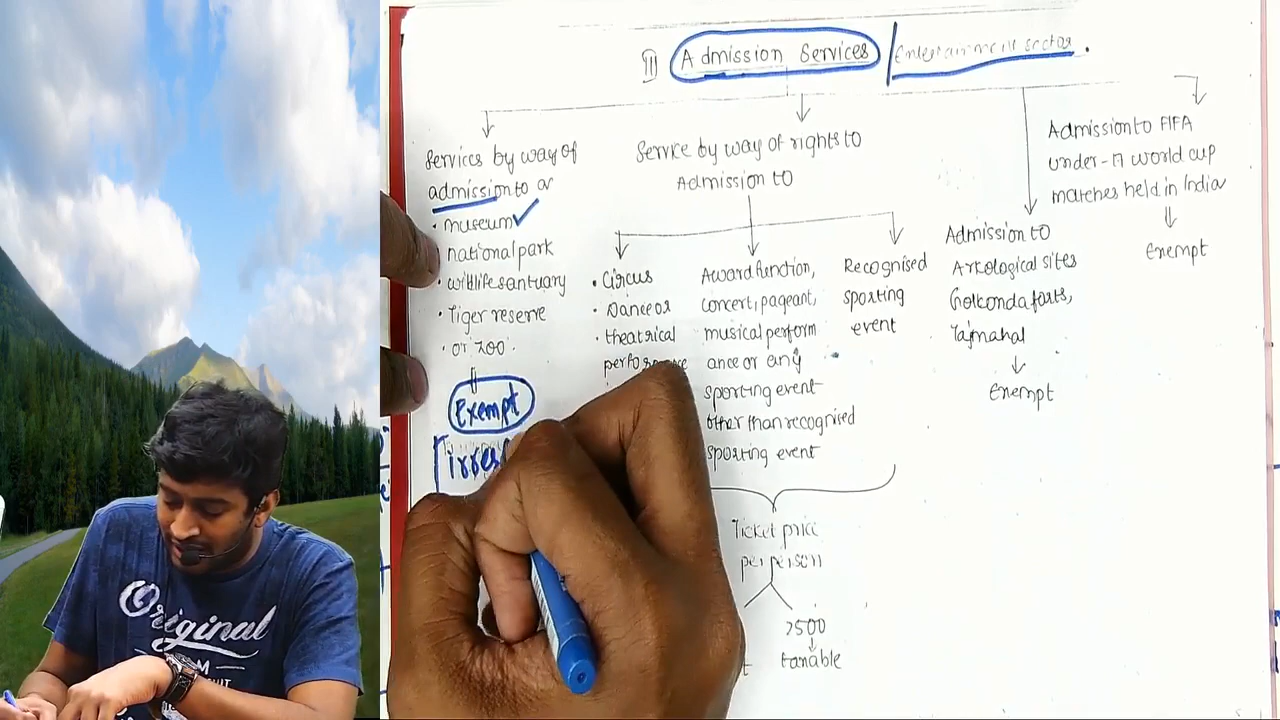 II) Admission Services
Entertainment sector.
Services by way of
admission to a
· museum
national park
· wildlife santuary
· Tiger reserve
· or zoo.
Exempt
Service by way of rights to
Admission to
• Circus
• Dance or
• theatrical
performance
Award function,
concert, pageant,
musical perform
ance or any
sporting event
other than recognised
sporting event
Recognised
sporting
event
Ticket price
per person
>500
taxable
Admission to
Arkological sites
Golkonda forts,
Tajmahal
Exempt
Admission to FIFA
under-17 world cup
matches held in India
Exempt
Original